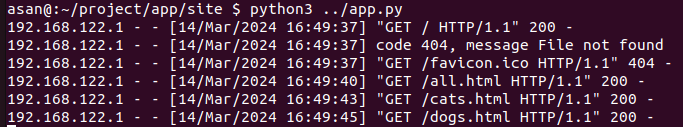 asan@:~/project/app/site $ python3 ../app.py
192.168.122.1 - - [14/Mar/2024 16:49:37] "GET / HTTP/1.1" 200 -
192.168.122.1 - - [14/Mar/2024 16:49:37] code 404, message File not found
192.168.122.1 - - [14/Mar/2024 16:49:37] "GET /favicon.ico HTTP/1.1" 404 -
192.168.122.1 - - [14/Mar/2024 16:49:40] "GET /all.html HTTP/1.1" 200 -
192.168.122.1 - - [14/Mar/2024 16:49:43] "GET /cats.html HTTP/1.1" 200 -
192.168.122.1 - - [14/Mar/2024 16:49:45] "GET /dogs.html HTTP/1.1" 200 -